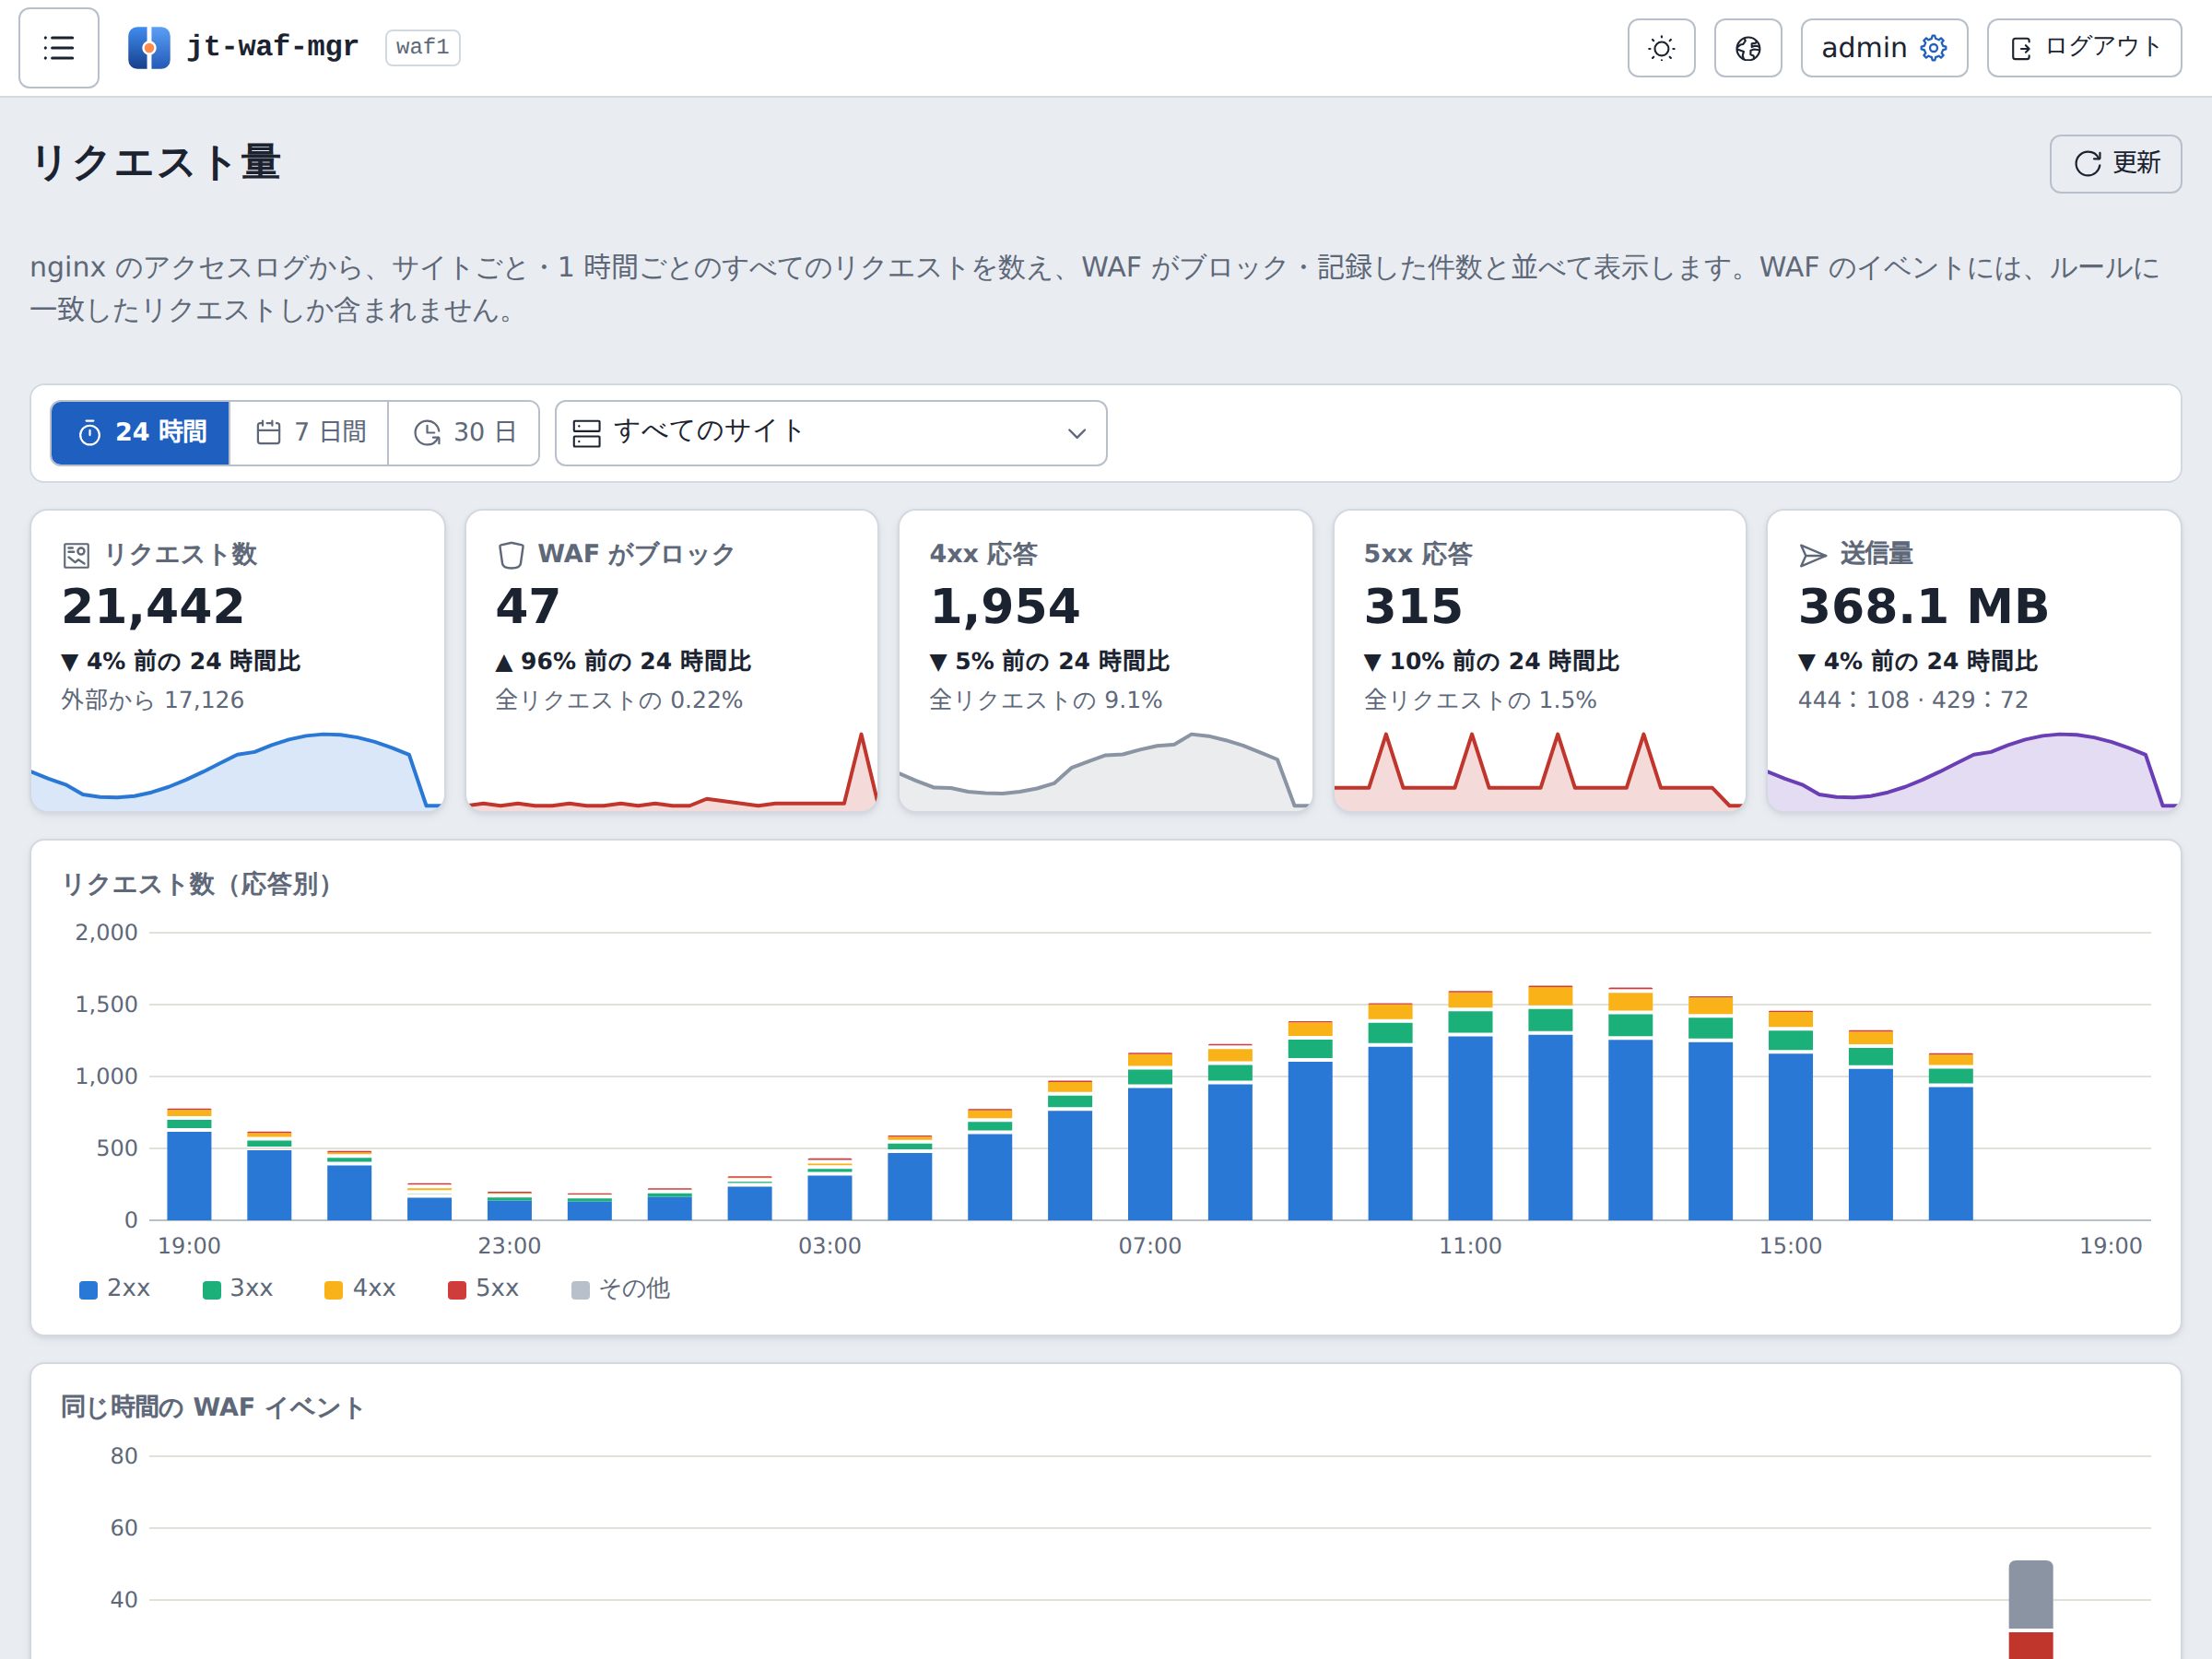 jt-waf-mgr
waf1
admin
ログアウト
リクエスト量
更新
nginx のアクセスログから、サイトごと・1 時間ごとのすべてのリクエストを数え、WAF がブロック・記録した件数と並べて表示します。WAF のイベントには、ルールに
一致したリクエストしか含まれません。
24 時間
7 日間
30 日
すべてのサイト
リクエスト数
21,442
▼ 4% 前の 24 時間比
外部から 17,126
WAF がブロック
47
▲ 96% 前の 24 時間比
全リクエストの 0.22%
4xx 応答
1,954
▼ 5% 前の 24 時間比
全リクエストの 9.1%
5xx 応答
315
▼ 10% 前の 24 時間比
全リクエストの 1.5%
送信量
368.1 MB
▼ 4% 前の 24 時間比
444：108 · 429：72
リクエスト数（応答別）
2,000
1,500
1,000
500
0
19:00 23:00 03:00 07:00 11:00 15:00 19:00
2xx 3xx 4xx 5xx その他
同じ時間の WAF イベント
80
60
40